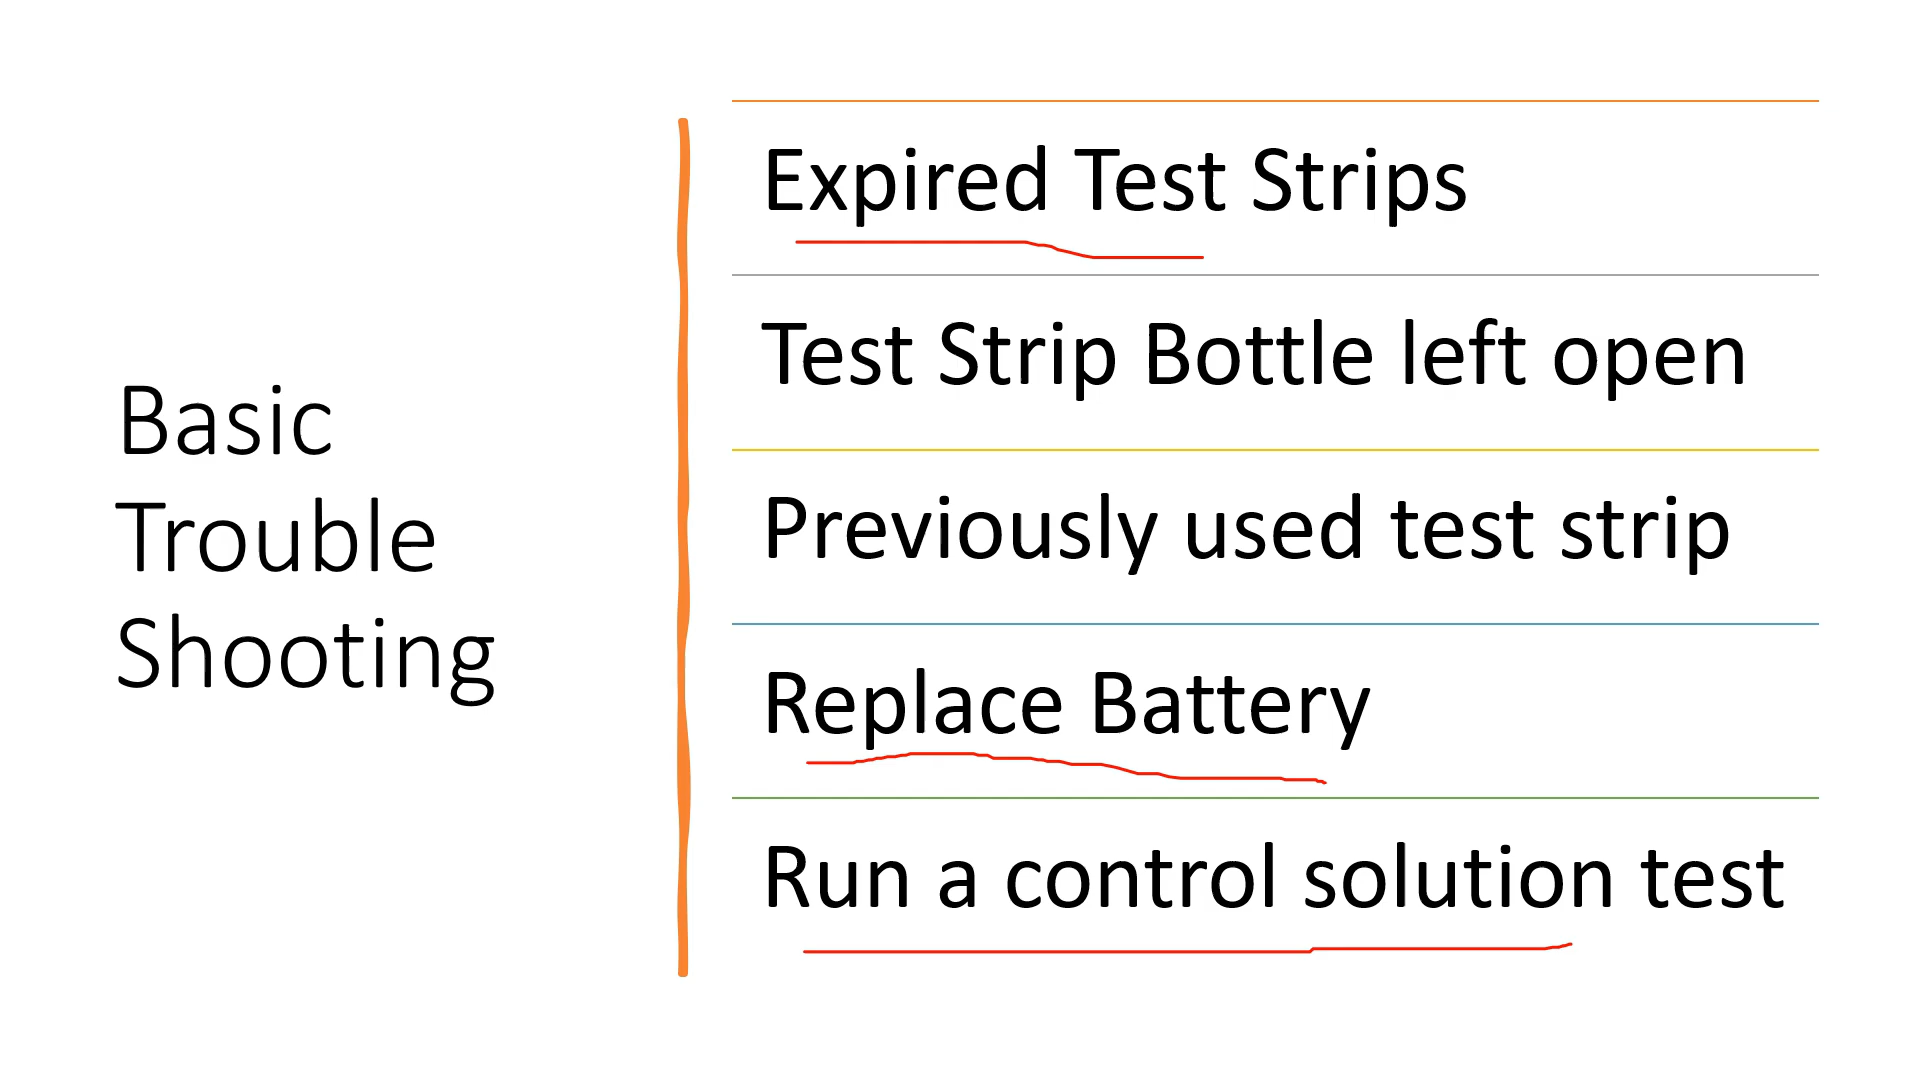 Basic
Trouble
Shooting
Expired Test Strips
Test Strip Bottle left open
Previously used test strip
Replace Battery
Run a control solution test